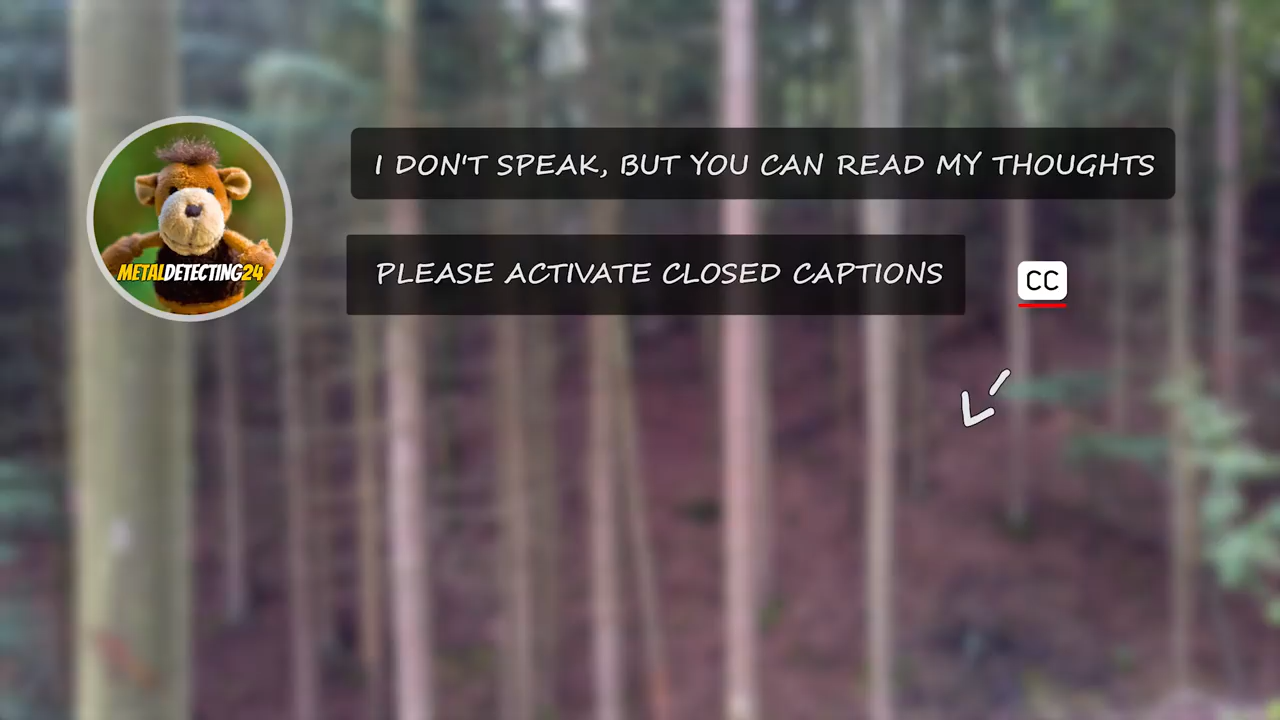 I DON'T SPEAK, BUT YOU CAN READ MY THOUGHTS
PLEASE ACTIVATE CLOSED CAPTIONS
CC
METALDETECTING24